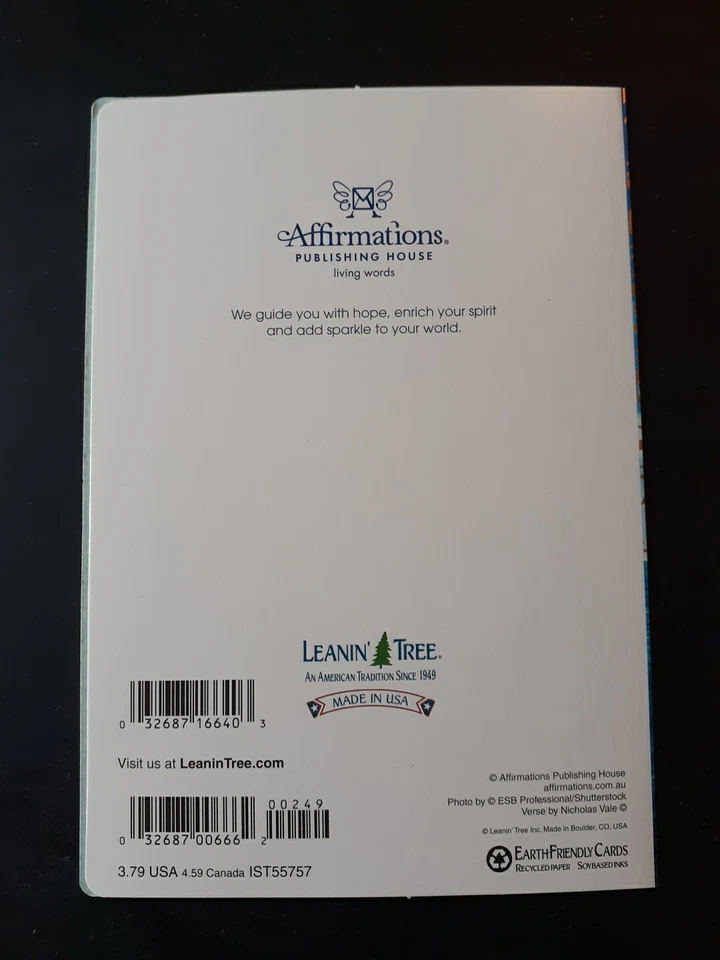 Affirmations®
PUBLISHING HOUSE
living words
We guide you with hope, enrich your spirit
and add sparkle to your world.
LEANIN' TREE®
AN AMERICAN TRADITION SINCE 1949
MADE IN USA
0 32687 16640 3
Visit us at LeaninTree.com
00249
0 32687 00666 2
3.79 USA 4.59 Canada IST55757
© Affirmations Publishing House
affirmations.com.au
Photo by © ESB Professional/Shutterstock
Verse by Nicholas Vale ©
© Leanin' Tree Inc. Made in Boulder, CO, USA
EARTH FRIENDLY CARDS
RECYCLED PAPER SOY BASED INKS